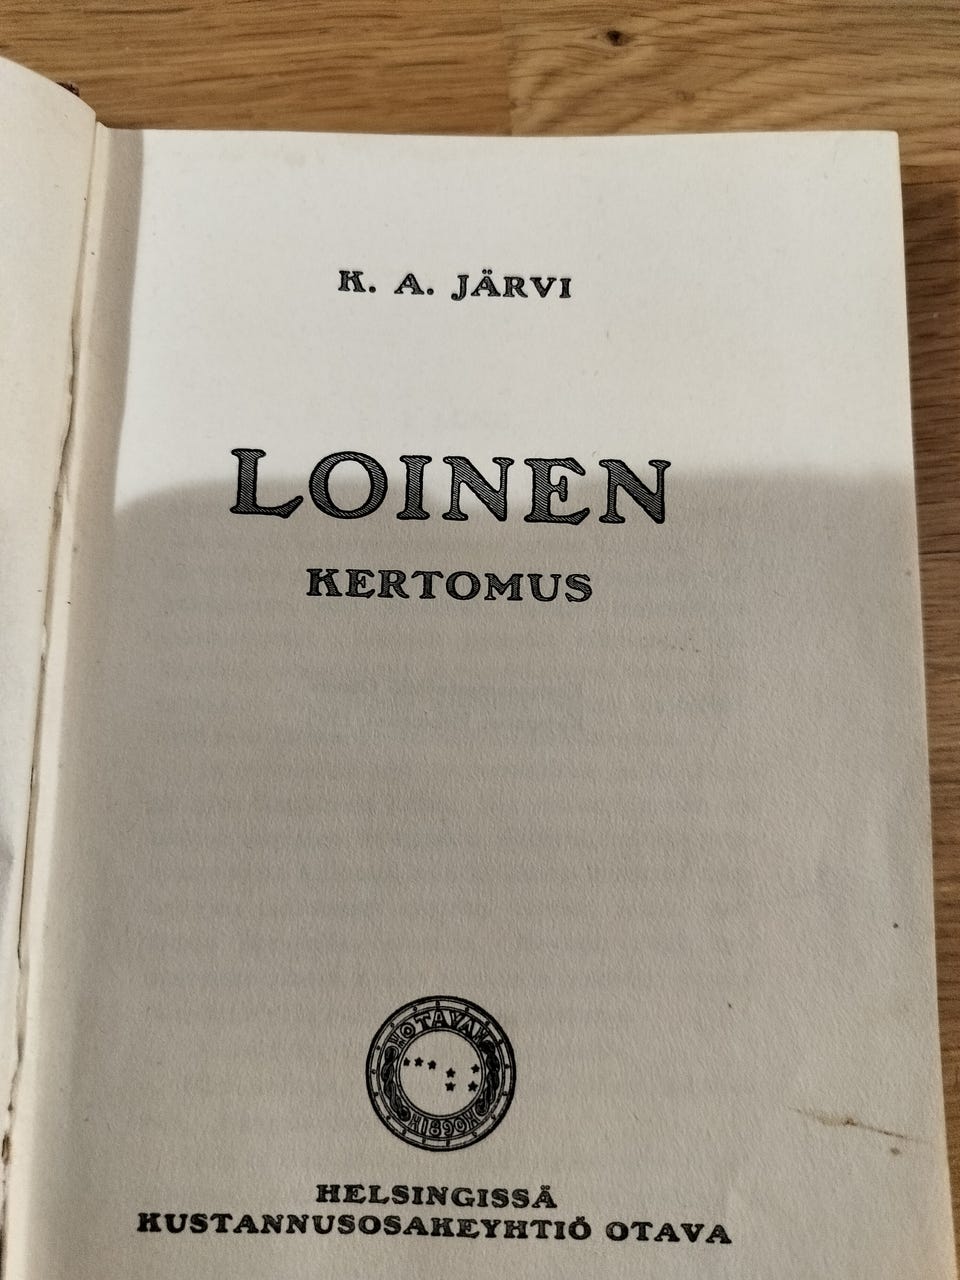 K. A. JÄRVI
LOINEN
KERTOMUS
OTAVA
1890
HELSINGISSÄ
KUSTANNUSOSAKEYHTIÖ OTAVA